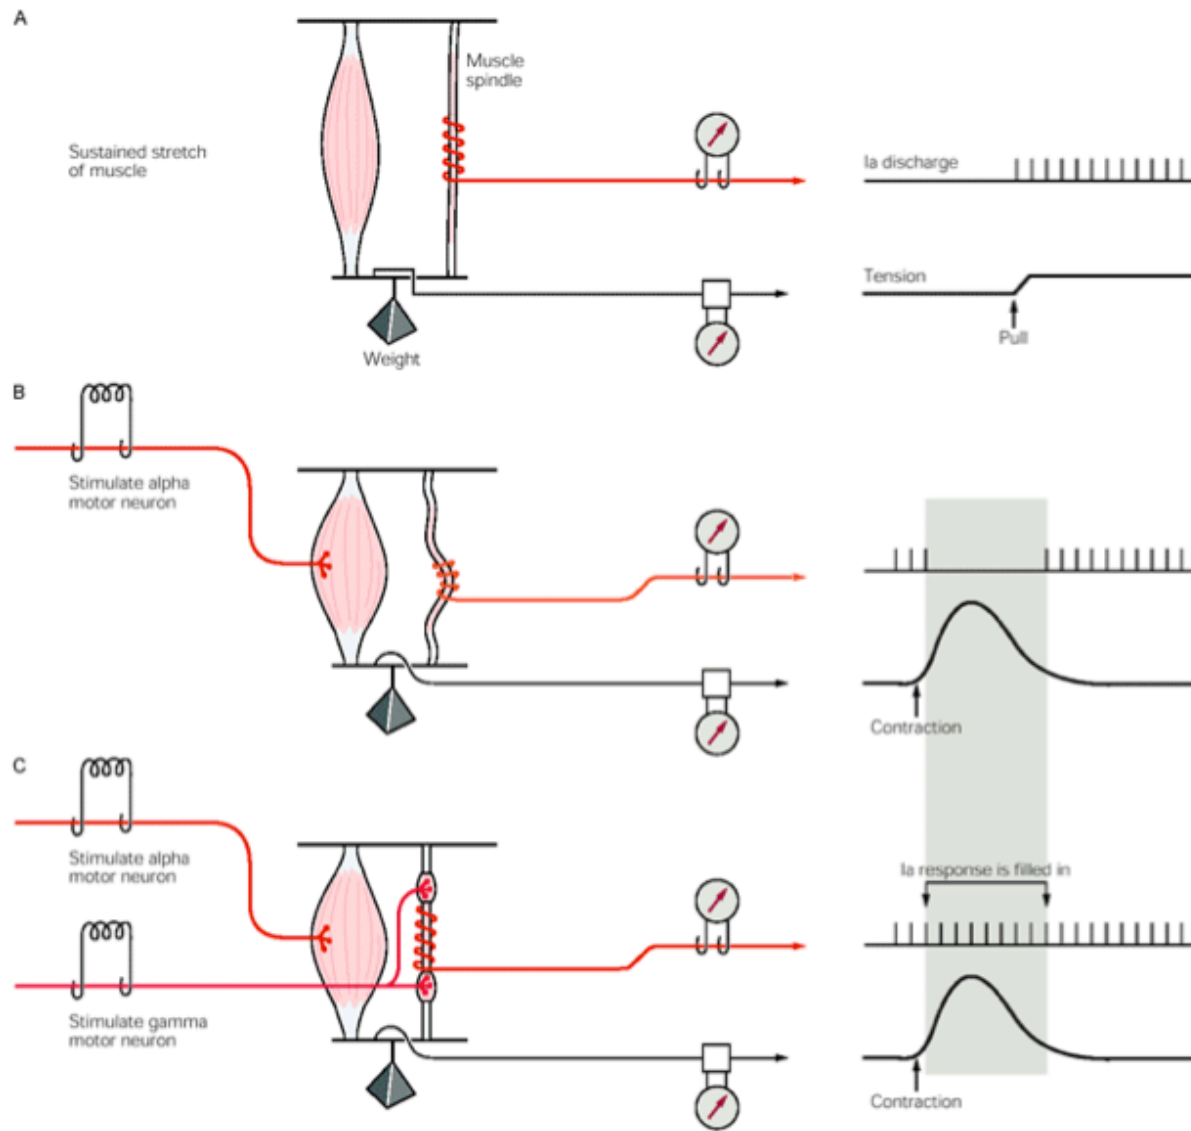 A
Muscle
spindle
Sustained stretch
of muscle
Ia discharge
Tension
Pull
Weight
B
Stimulate alpha
motor neuron
Contraction
C
Stimulate alpha
motor neuron
Ia response is filled in
Stimulate gamma
motor neuron
Contraction